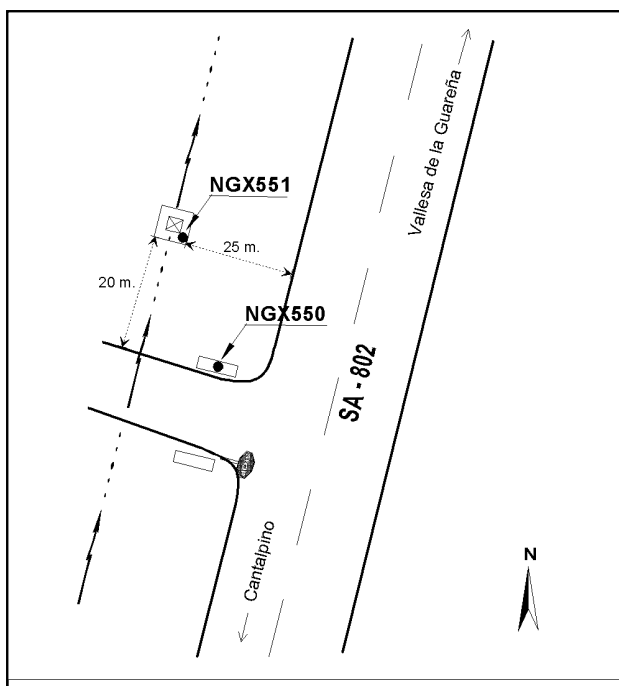 Vallesa de la Guareña
NGX551
25 m.
20 m.
NGX550
SA - 802
Cantalpino
N